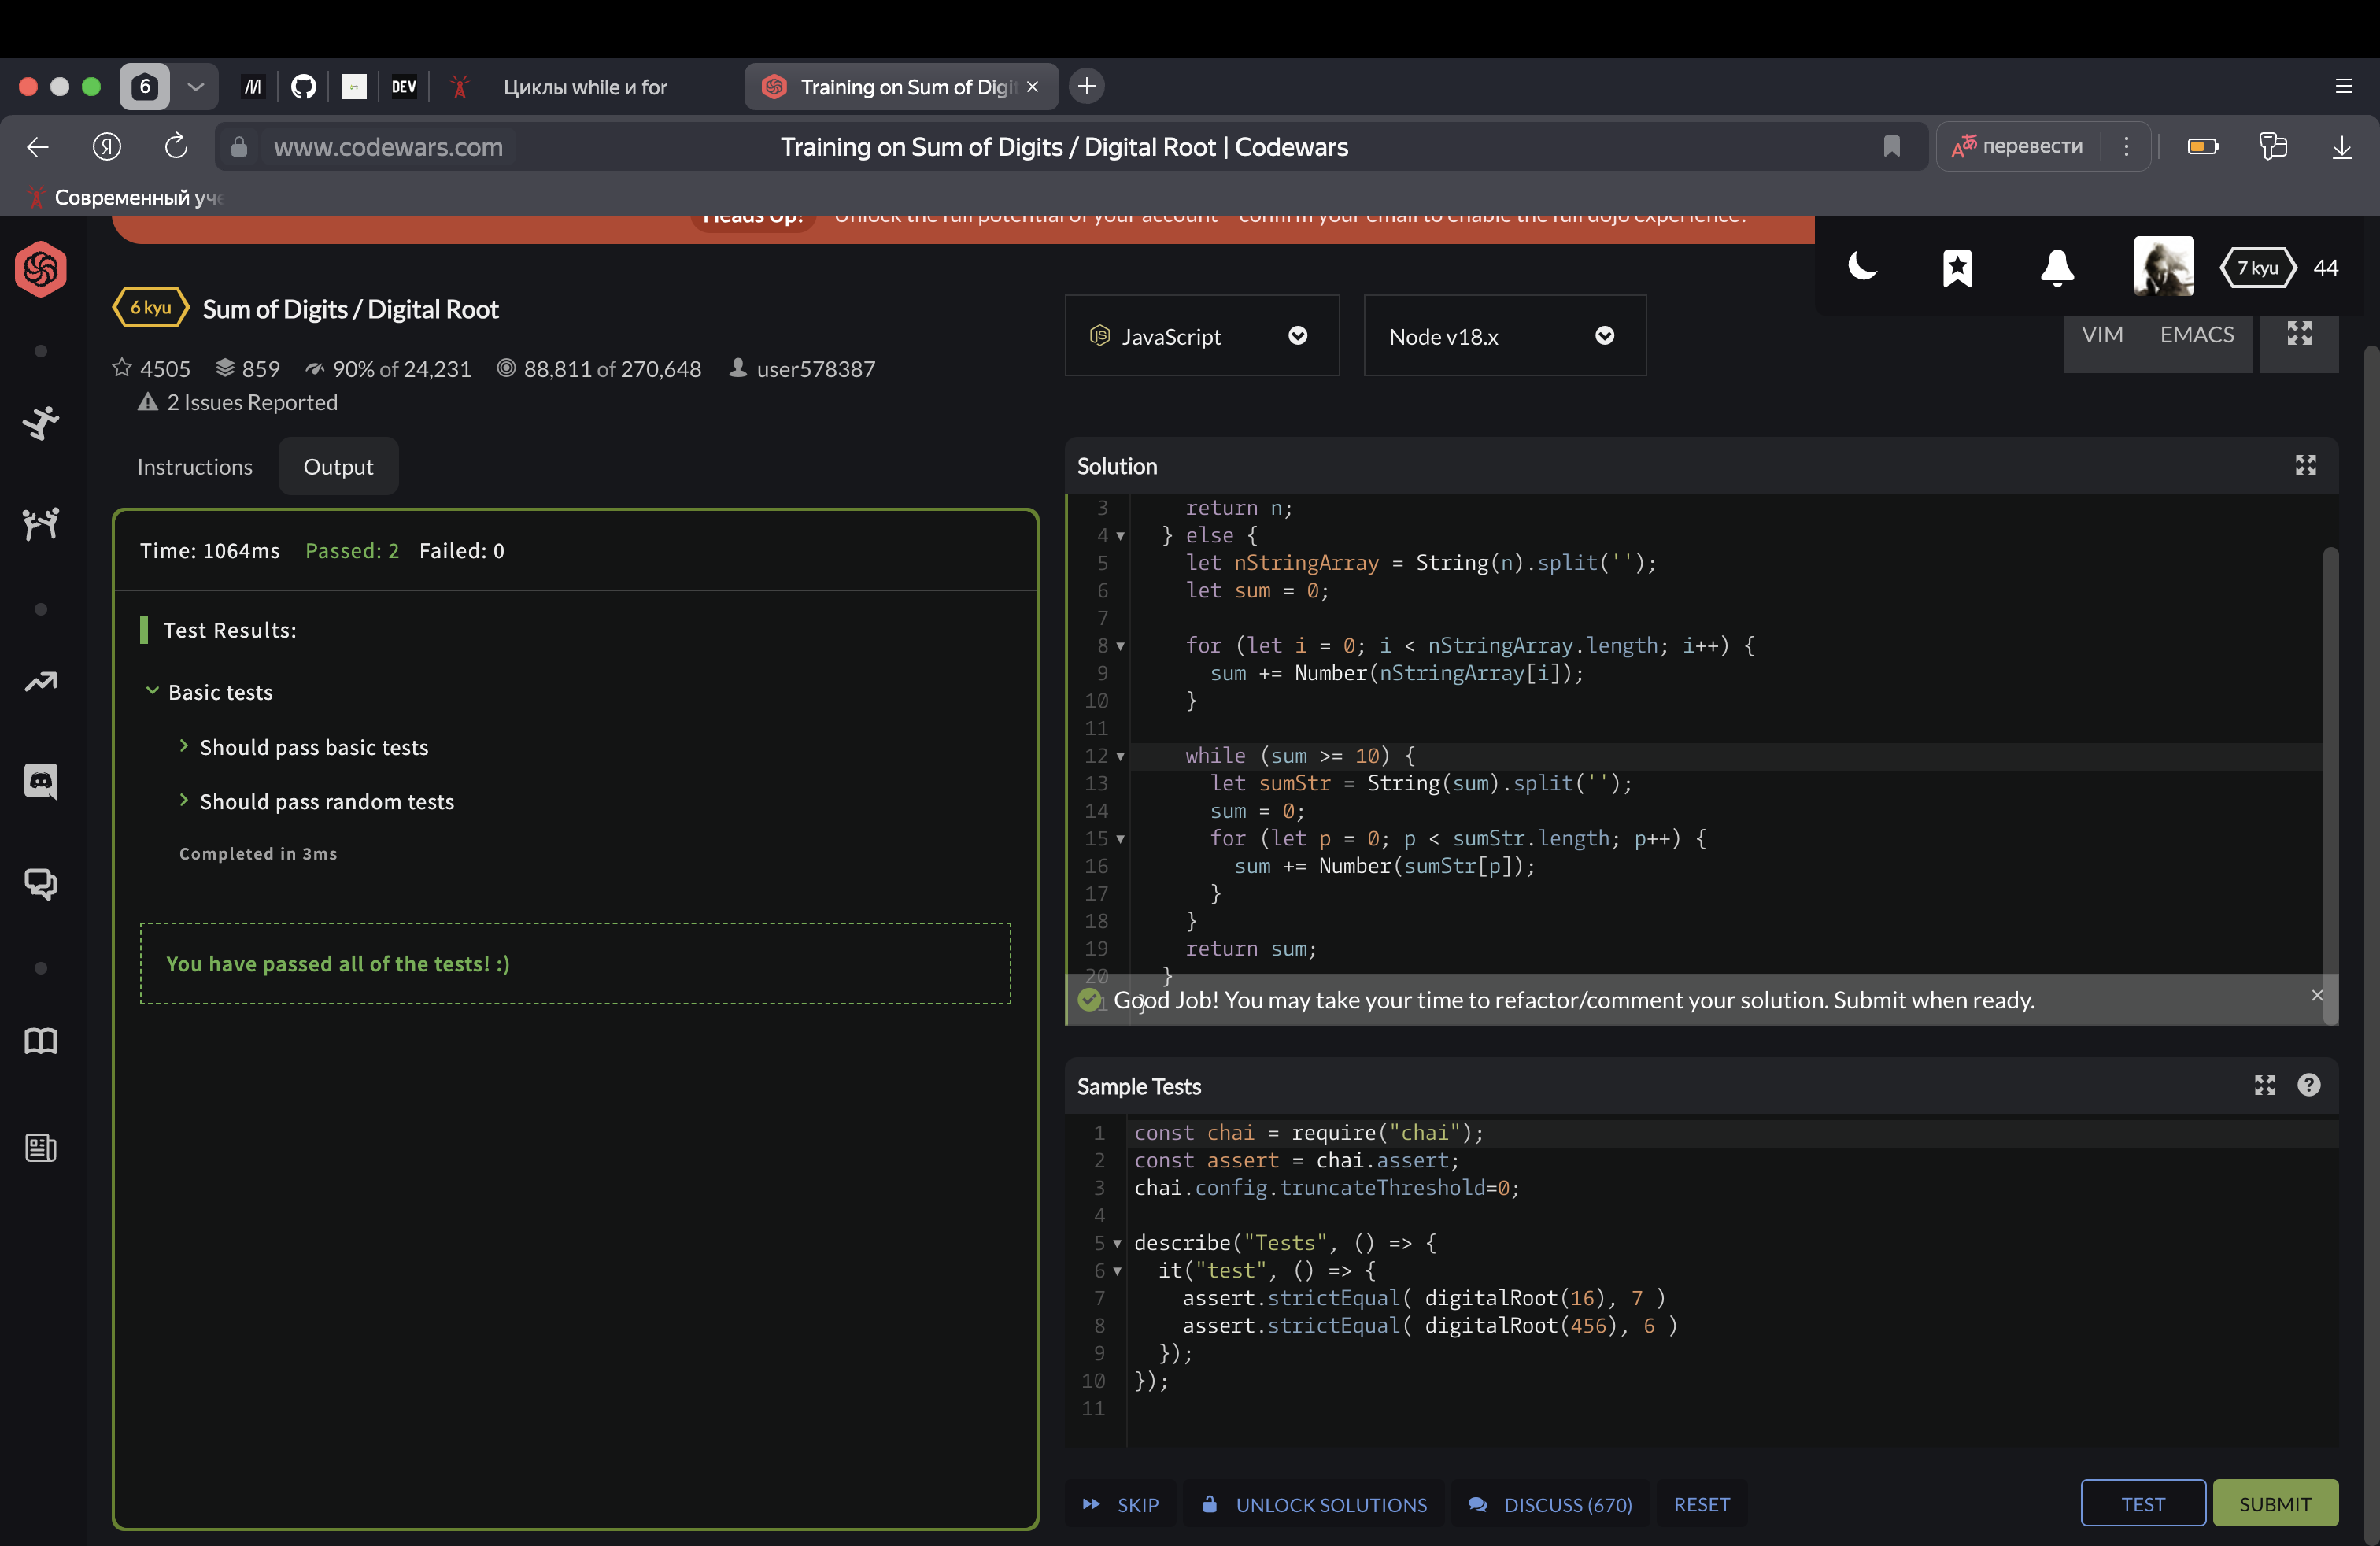 6
DEV
Циклы while и for
Training on Sum of Digi
Я
www.codewars.com
Training on Sum of Digits / Digital Root | Codewars
перевести
Современный уче
Heads Up! Unlock the full potential of your account – confirm your email to enable the full dojo experience!
7 kyu
44
6 kyu
Sum of Digits / Digital Root
4505
859
90% of 24,231
88,811 of 270,648
user578387
2 Issues Reported
JavaScript
Node v18.x
VIM
EMACS
Instructions
Output
Time: 1064ms Passed: 2 Failed: 0
Test Results:
Basic tests
Should pass basic tests
Should pass random tests
Completed in 3ms
You have passed all of the tests! :)
Solution
3 return n;
4 } else {
5 let nStringArray = String(n).split('');
6 let sum = 0;
7
8 for (let i = 0; i < nStringArray.length; i++) {
9 sum += Number(nStringArray[i]);
10 }
11
12 while (sum >= 10) {
13 let sumStr = String(sum).split('');
14 sum = 0;
15 for (let p = 0; p < sumStr.length; p++) {
16 sum += Number(sumStr[p]);
17 }
18 }
19 return sum;
20 }
Good Job! You may take your time to refactor/comment your solution. Submit when ready.
Sample Tests
1 const chai = require("chai");
2 const assert = chai.assert;
3 chai.config.truncateThreshold=0;
4
5 describe("Tests", () => {
6 it("test", () => {
7 assert.strictEqual( digitalRoot(16), 7 )
8 assert.strictEqual( digitalRoot(456), 6 )
9 });
10 });
11
SKIP
UNLOCK SOLUTIONS
DISCUSS (670)
RESET
TEST
SUBMIT